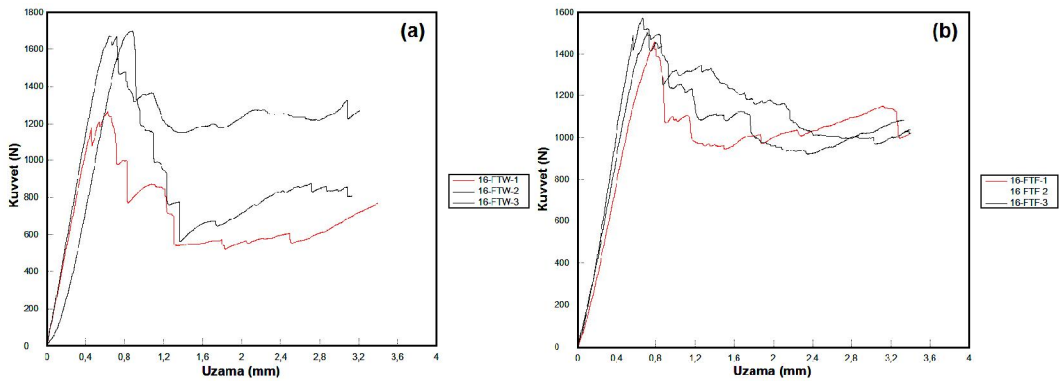 (a)
Kuvvet (N)
1800
1600
1400
1200
1000
800
600
400
200
0
0 0,4 0,8 1,2 1,6 2 2,4 2,8 3,2 3,6 4
Uzama (mm)
16-FTW-1
16-FTW-2
16-FTW-3
(b)
Kuvvet (N)
1600
1400
1200
1000
800
600
400
200
0
0 0,4 0,8 1,2 1,6 2 2,4 2,8 3,2 3,6 4
Uzama (mm)
16-FTF-1
16 FTF 2
16-FTF-3